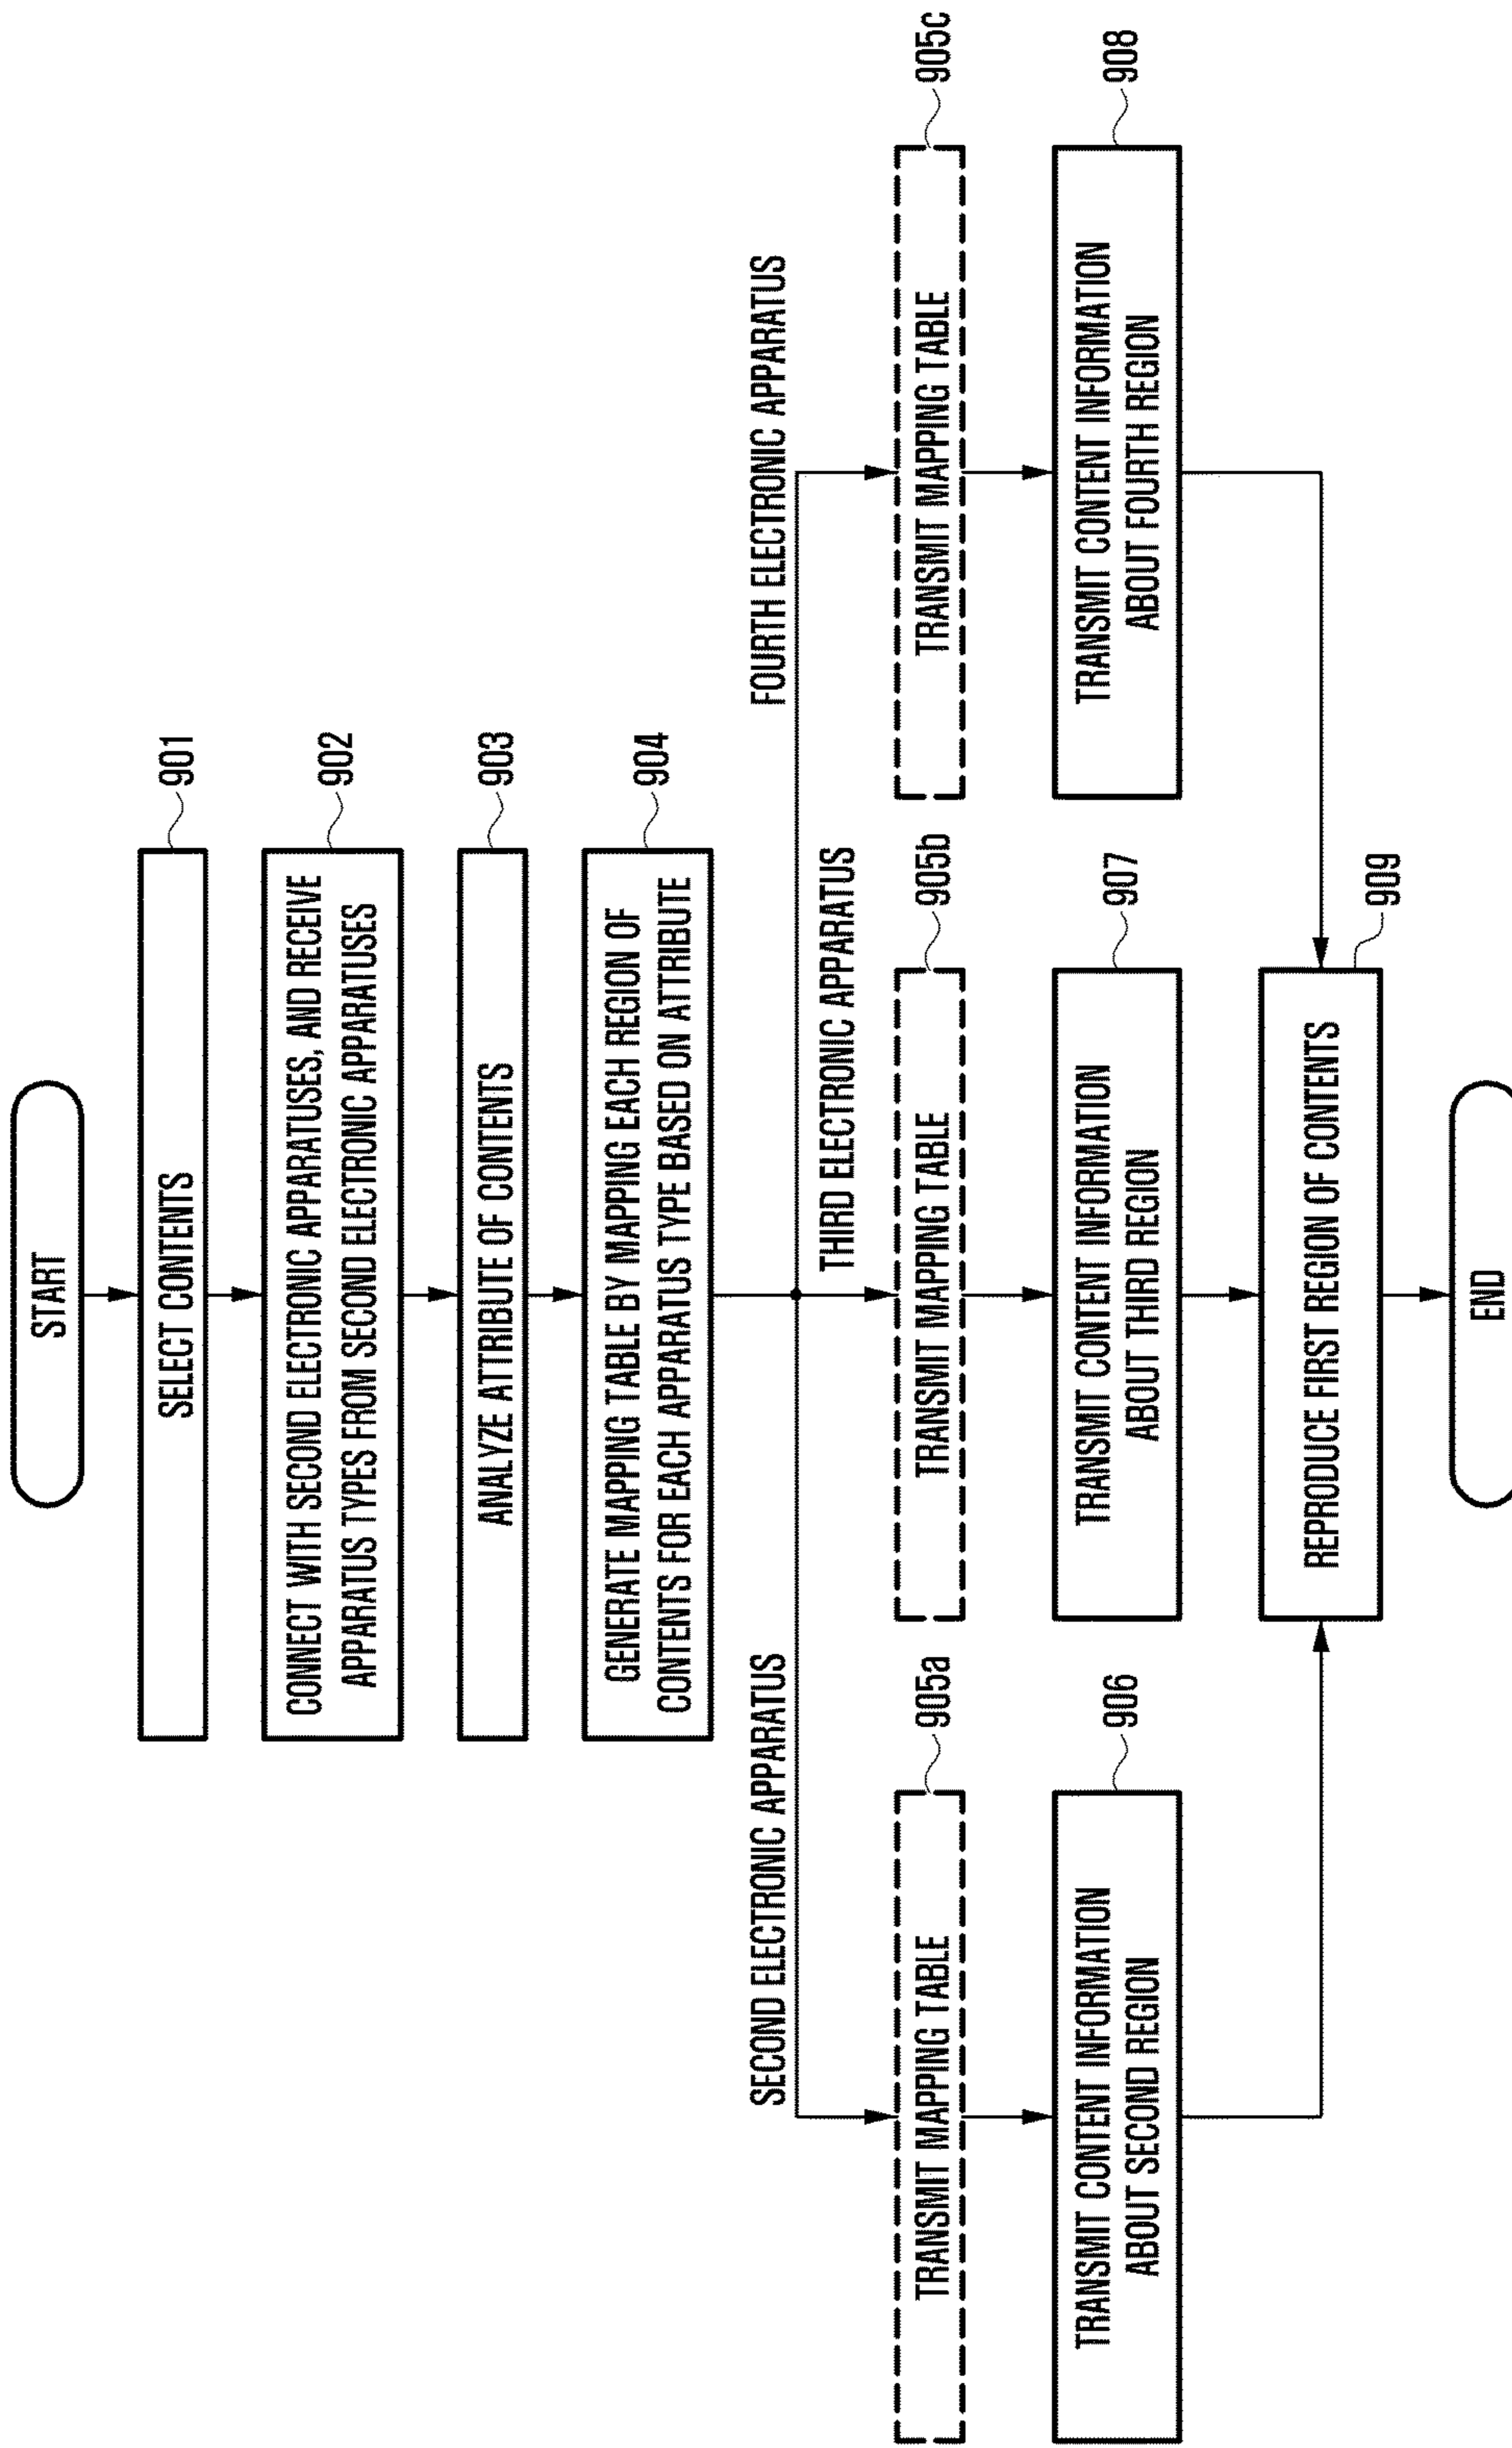 START
SELECT CONTENTS
901
CONNECT WITH SECOND ELECTRONIC APPARATUSES, AND RECEIVE
APPARATUS TYPES FROM SECOND ELECTRONIC APPARATUSES
902
ANALYZE ATTRIBUTE OF CONTENTS
903
GENERATE MAPPING TABLE BY MAPPING EACH REGION OF
CONTENTS FOR EACH APPARATUS TYPE BASED ON ATTRIBUTE
904
SECOND ELECTRONIC APPARATUS
THIRD ELECTRONIC APPARATUS
FOURTH ELECTRONIC APPARATUS
TRANSMIT MAPPING TABLE
905a
TRANSMIT MAPPING TABLE
905b
TRANSMIT MAPPING TABLE
905c
TRANSMIT CONTENT INFORMATION
ABOUT SECOND REGION
906
TRANSMIT CONTENT INFORMATION
ABOUT THIRD REGION
907
TRANSMIT CONTENT INFORMATION
ABOUT FOURTH REGION
908
REPRODUCE FIRST REGION OF CONTENTS
909
END